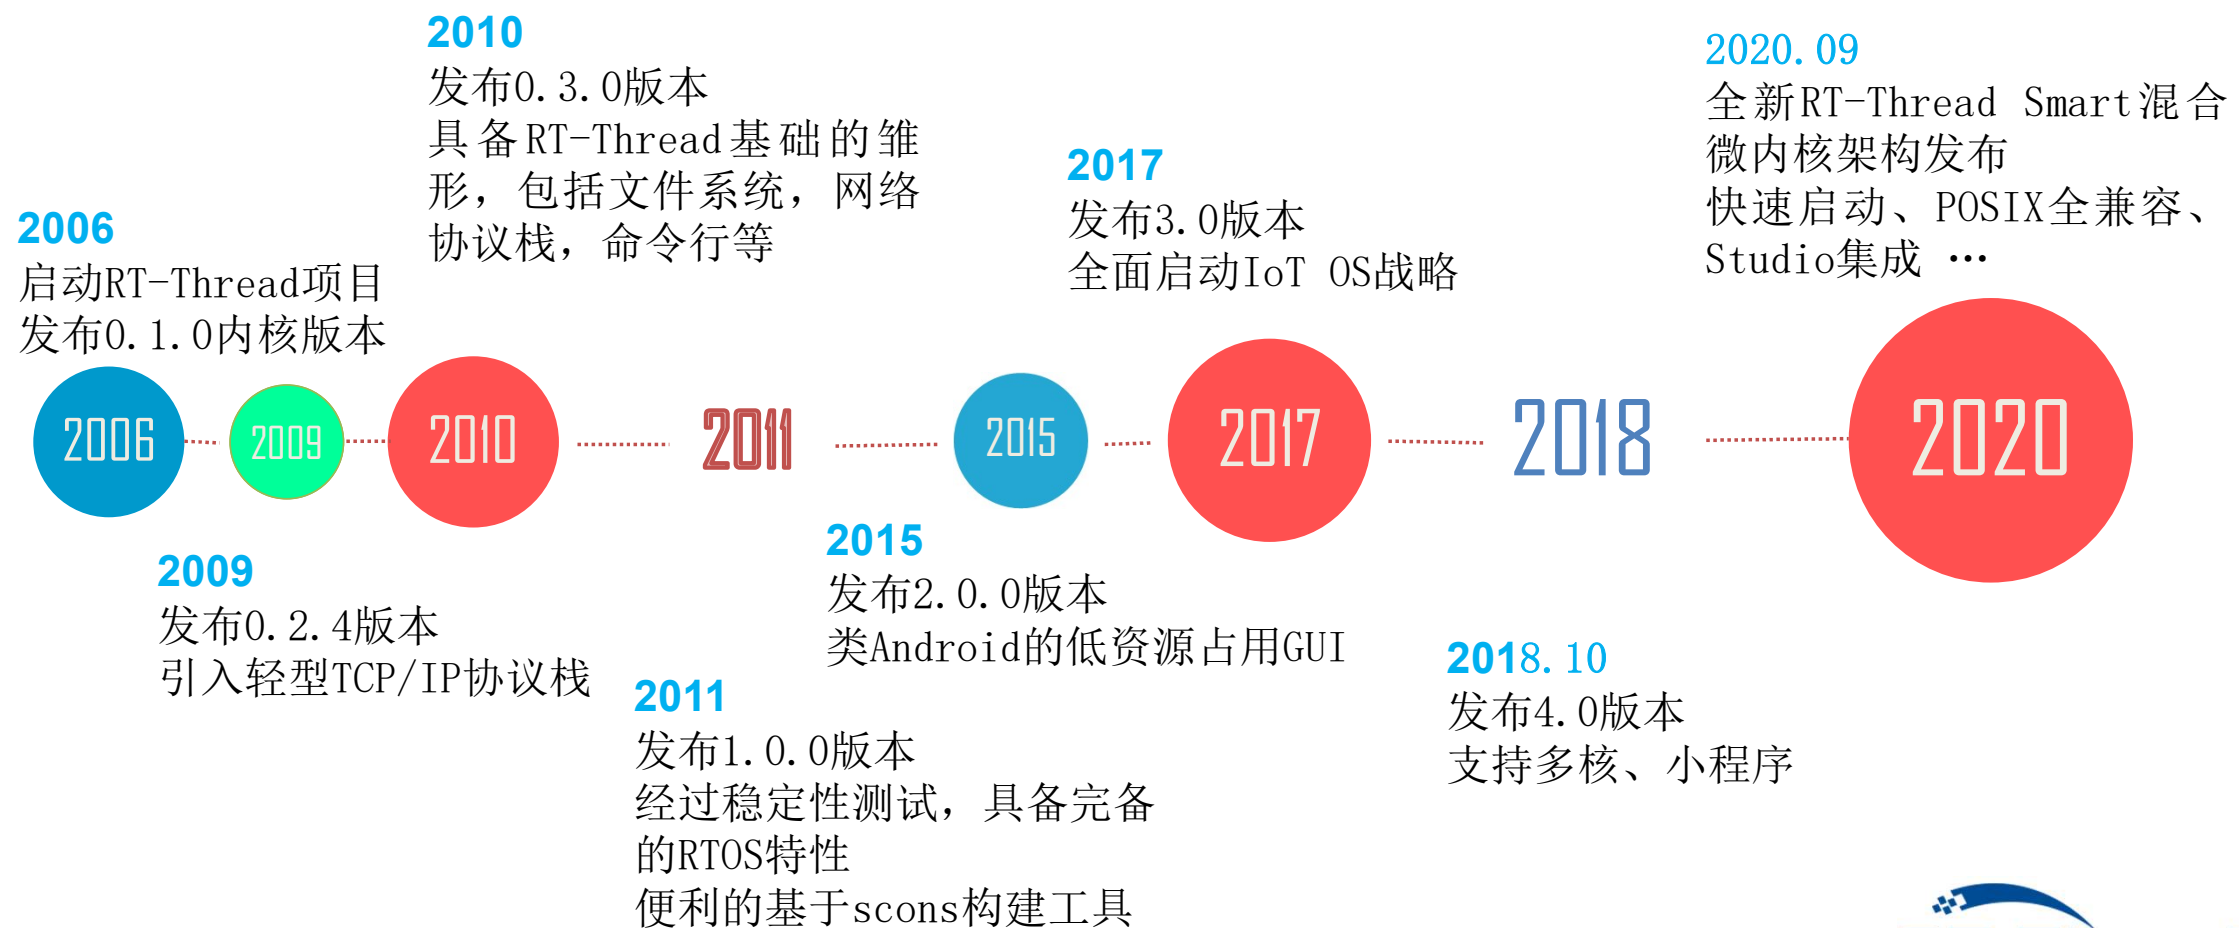 2010
发布0.3.0版本
具备RT-Thread基础的雏
形，包括文件系统，网络
协议栈，命令行等
2020.09
全新RT-Thread Smart混合
微内核架构发布
快速启动、POSIX全兼容、
Studio集成 …
2017
发布3.0版本
全面启动IoT OS战略
2006
启动RT-Thread项目
发布0.1.0内核版本
2006
2009
2010
2011
2015
2017
2018
2020
2009
发布0.2.4版本
引入轻型TCP/IP协议栈
2015
发布2.0.0版本
类Android的低资源占用GUI
2011
发布1.0.0版本
经过稳定性测试，具备完备
的RTOS特性
便利的基于scons构建工具
2018.10
发布4.0版本
支持多核、小程序